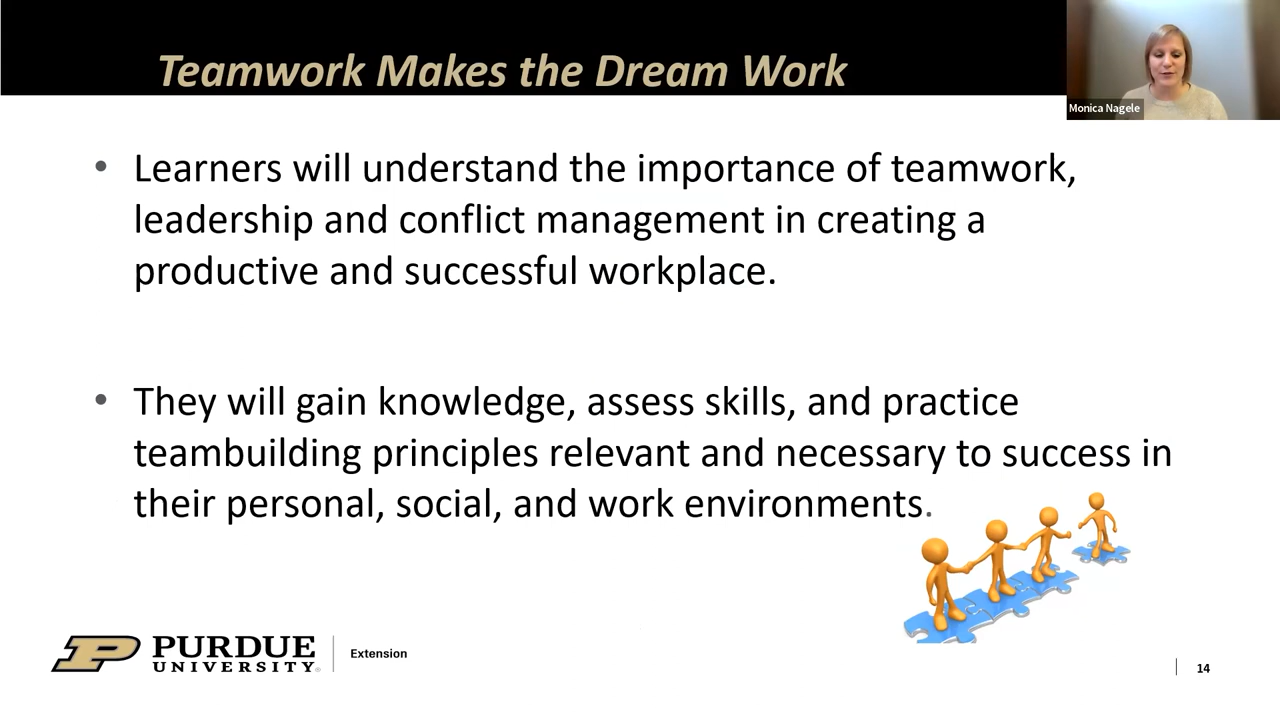 Teamwork Makes the Dream Work
Monica Nagele
• Learners will understand the importance of teamwork,
leadership and conflict management in creating a
productive and successful workplace.
• They will gain knowledge, assess skills, and practice
teambuilding principles relevant and necessary to success in
their personal, social, and work environments.
P PURDUE
UNIVERSITY®
Extension
14